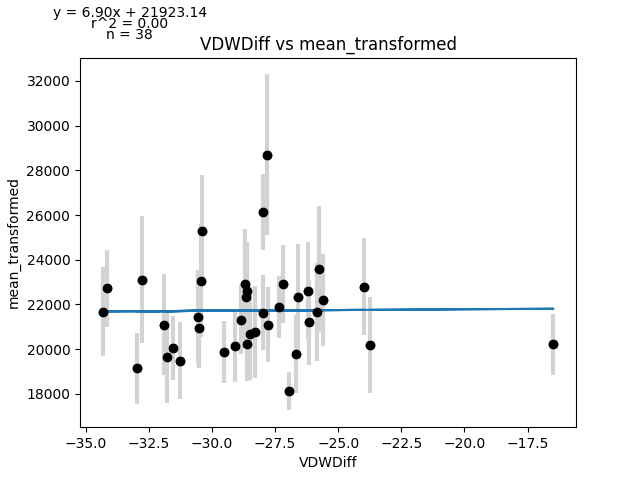 y = 6.90x + 21923.14
r^2 = 0.00
n = 38
VDWDiff vs mean_transformed
32000
30000
28000
26000
24000
22000
20000
18000
mean_transformed
−35.0 −32.5 −30.0 −27.5 −25.0 −22.5 −20.0 −17.5
VDWDiff